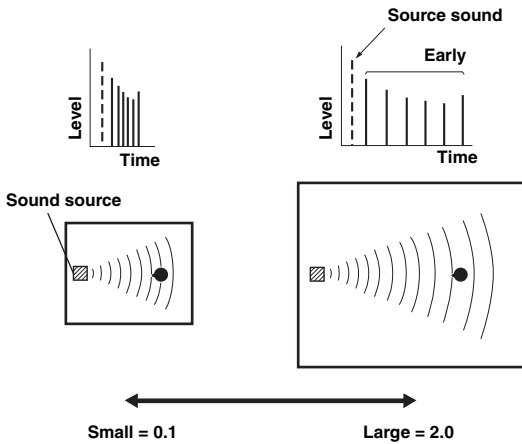 Source sound
Early
Level
Time
Level
Time
Sound source
Small = 0.1
Large = 2.0